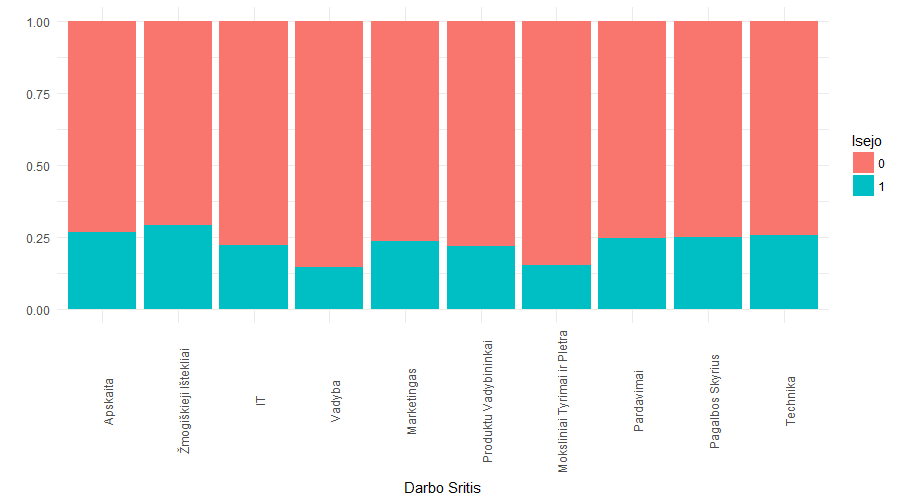 1.00
0.75
0.50
0.25
0.00
Apskaita
Žmogiškieji Ištekliai
IT
Vadyba
Marketingas
Produktu Vadybininkai
Moksliniai Tyrimai ir Pletra
Pardavimai
Pagalbos Skyrius
Technika
Darbo Sritis
Isejo
0
1